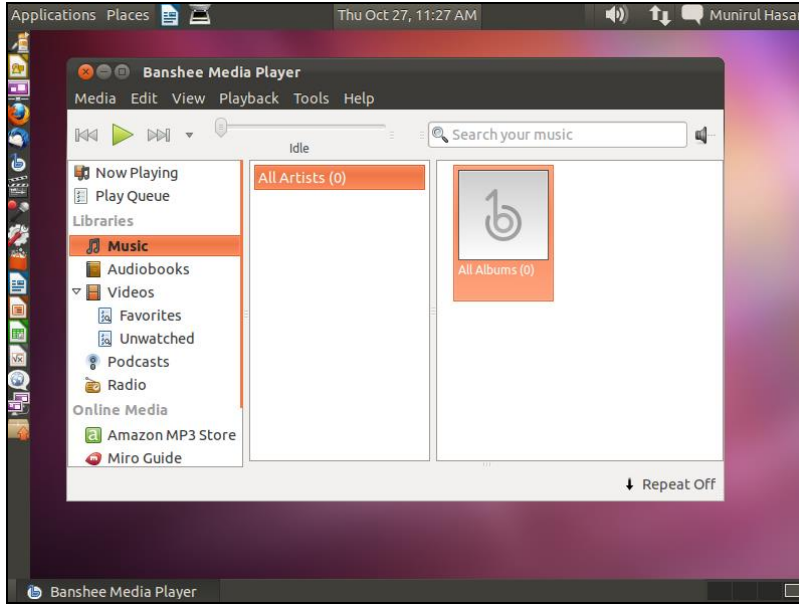 Applications Places Thu Oct 27, 11:27 AM Munirul Hasan
Banshee Media Player
Media Edit View Playback Tools Help
Idle
Search your music
Now Playing
Play Queue
Libraries
Music
Audiobooks
Videos
Favorites
Unwatched
Podcasts
Radio
Online Media
Amazon MP3 Store
Miro Guide
All Artists (0)
All Albums (0)
Repeat Off
Banshee Media Player